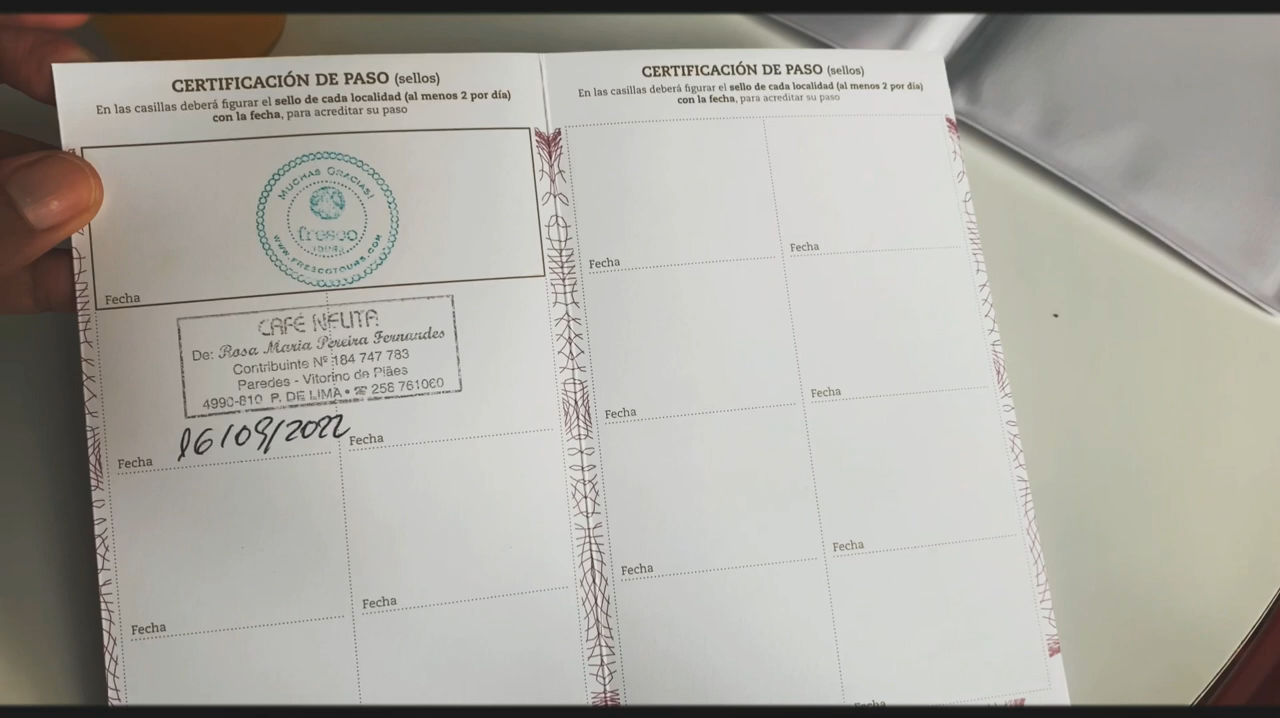 CERTIFICACIÓN DE PASO (sellos)
En las casillas deberá figurar el sello de cada localidad (al menos 2 por día)
con la fecha, para acreditar su paso
MUCHAS GRACIAS!
fresco
TOURS
WWW.FRESCOTOURS.COM
Fecha
CAFÉ NELITA
De: Rosa Maria Pereira Fernandes
Contribuinte Nº 184 747 783
Paredes - Vitorino de Piães
4990-810 P. DE LIMA • ☎ 258 761060
Fecha 16/09/2022
Fecha
Fecha
Fecha
CERTIFICACIÓN DE PASO (sellos)
En las casillas deberá figurar el sello de cada localidad (al menos 2 por día)
con la fecha, para acreditar su paso
Fecha
Fecha
Fecha
Fecha
Fecha
Fecha
Fecha